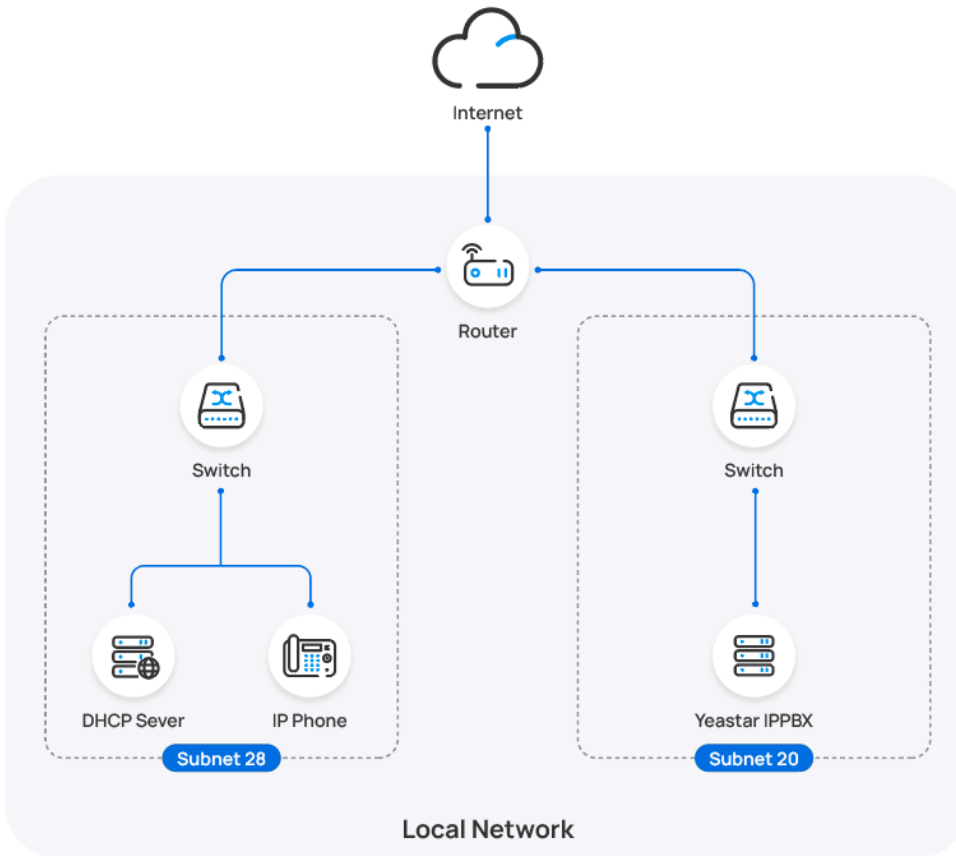 Internet
Router
Switch
Switch
DHCP Sever
IP Phone
Yeastar IPPBX
Subnet 28
Subnet 20
Local Network